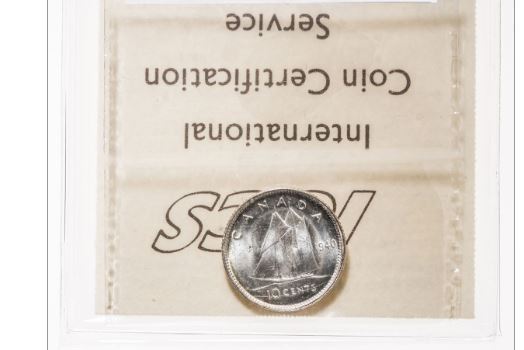 ICCS
International
Coin Certification
Service
CANADA
10 CENTS